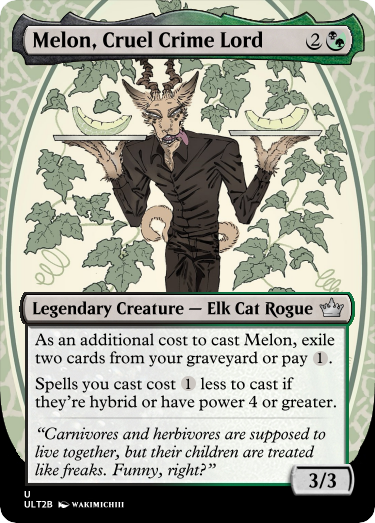 Melon, Cruel Crime Lord 2
Legendary Creature — Elk Cat Rogue
As an additional cost to cast Melon, exile
two cards from your graveyard or pay 1.
Spells you cast cost 1 less to cast if
they're hybrid or have power 4 or greater.
“Carnivores and herbivores are supposed to
live together, but their children are treated
like freaks. Funny, right?”
3/3
U
ULT2B WAKIMICHIII